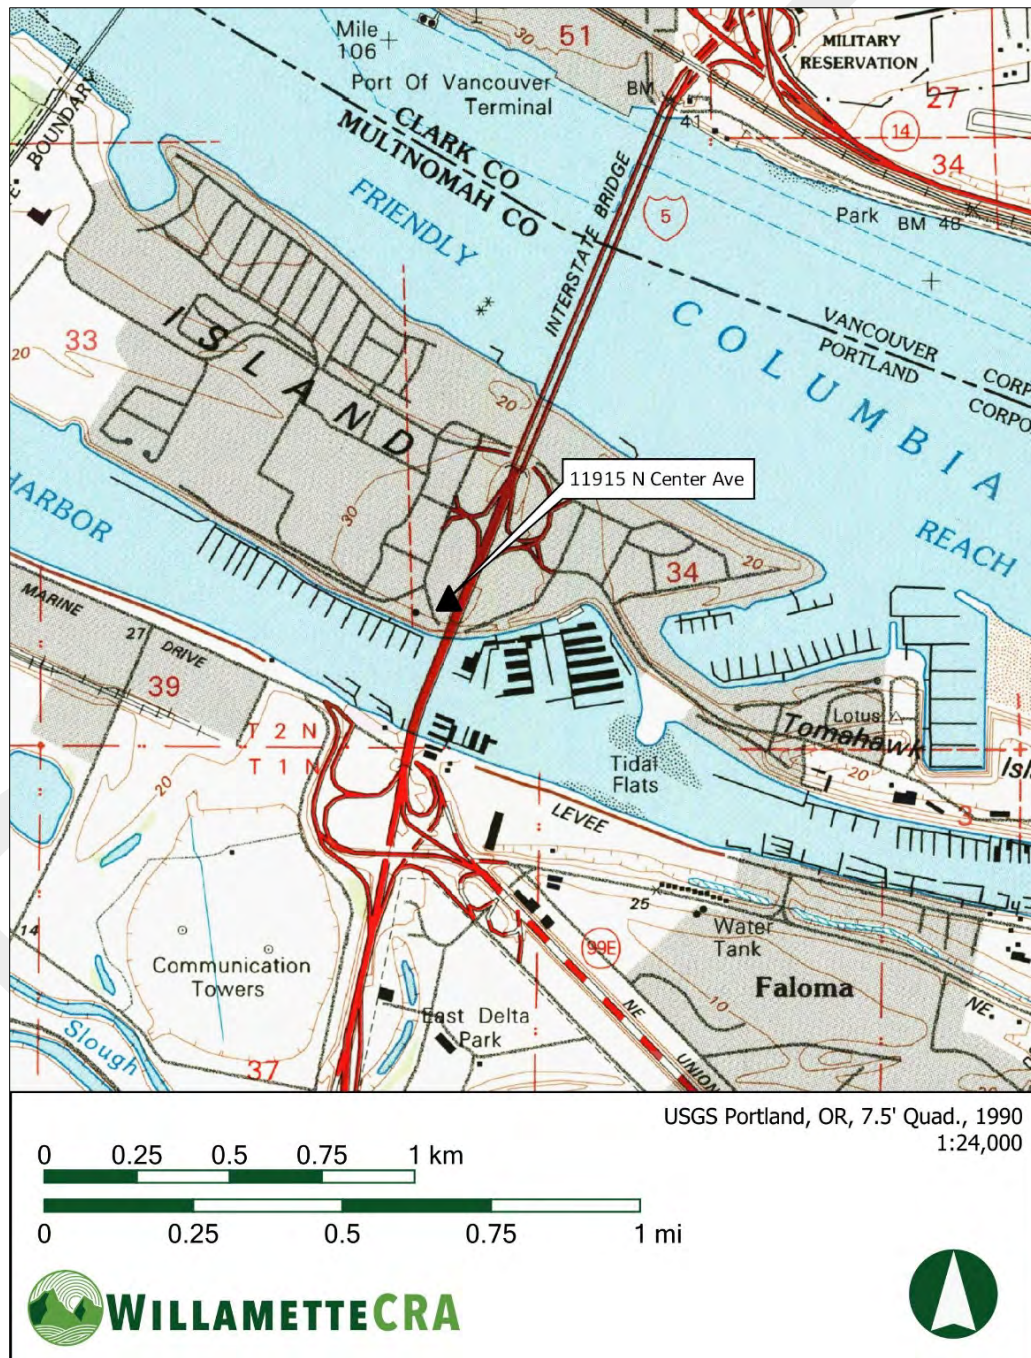 Mile
106
51
30
MILITARY
RESERVATION
Port Of Vancouver
Terminal
BM
41
27
14
34
BOUNDARY
CLARK CO
MULTNOMAH CO
INTERSTATE BRIDGE
5
Park
BM 48
FRIENDLY
COLUMBIA
REACH
VANCOUVER
PORTLAND
CORP
CORPO
33
20
ISLAND
20
30
11915 N Center Ave
34
20
HARBOR
MARINE
DRIVE
27
39
T 2 N
T 1 N
20
Lotus
Tomahawk
Isl
20
3
Tidal
Flats
LEVEE
14
25
Water
Tank
99E
Communication
Towers
Faloma
10
NE
NE
UNION
East Delta
Park
Slough
37
USGS Portland, OR, 7.5' Quad., 1990
1:24,000
0 0.25 0.5 0.75 1 km
0 0.25 0.5 0.75 1 mi
WILLAMETTECRA